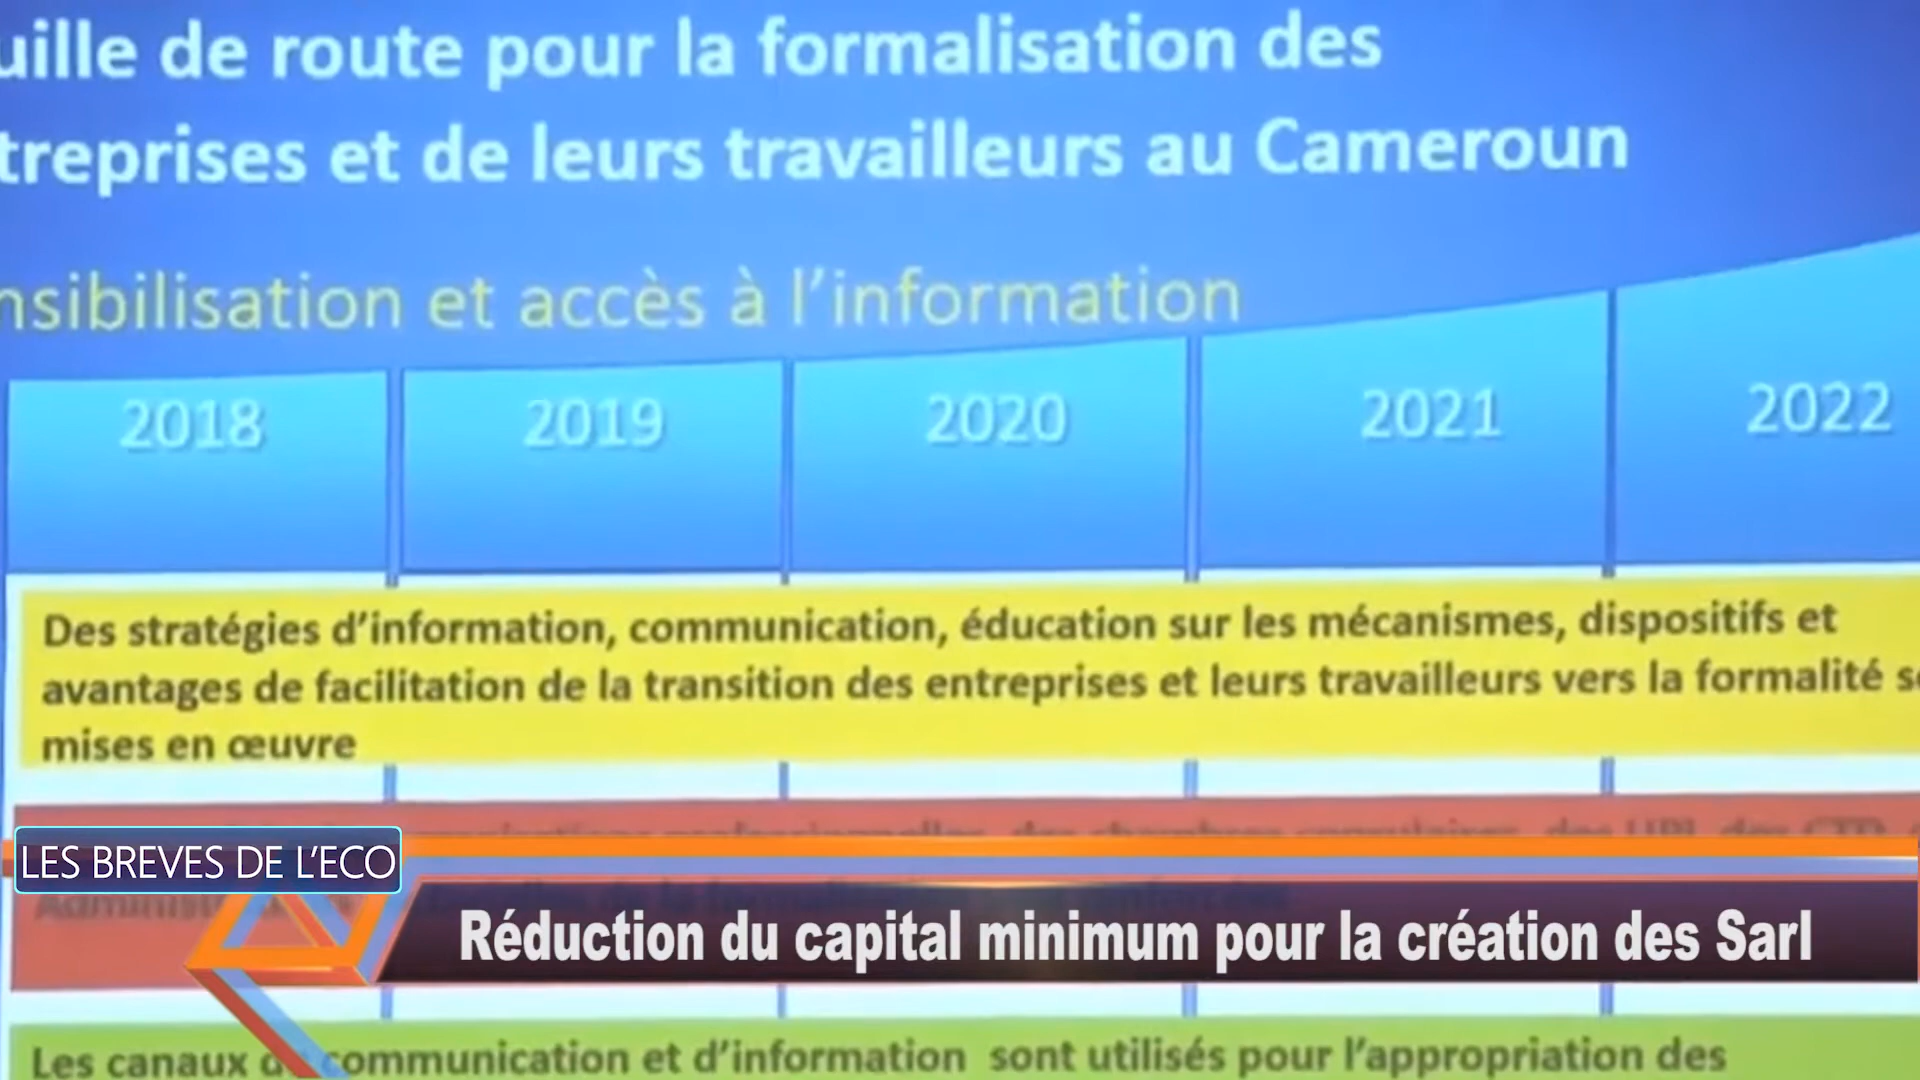 uille de route pour la formalisation des
treprises et de leurs travailleurs au Cameroun
nsibilisation et accès à l'information
2018 2019 2020 2021 2022
Des stratégies d'information, communication, éducation sur les mécanismes, dispositifs et
avantages de facilitation de la transition des entreprises et leurs travailleurs vers la formalité s
mises en œuvre
LES BREVES DE L'ECO
Réduction du capital minimum pour la création des Sarl
Les canaux communication et d'information sont utilisés pour l'appropriation des